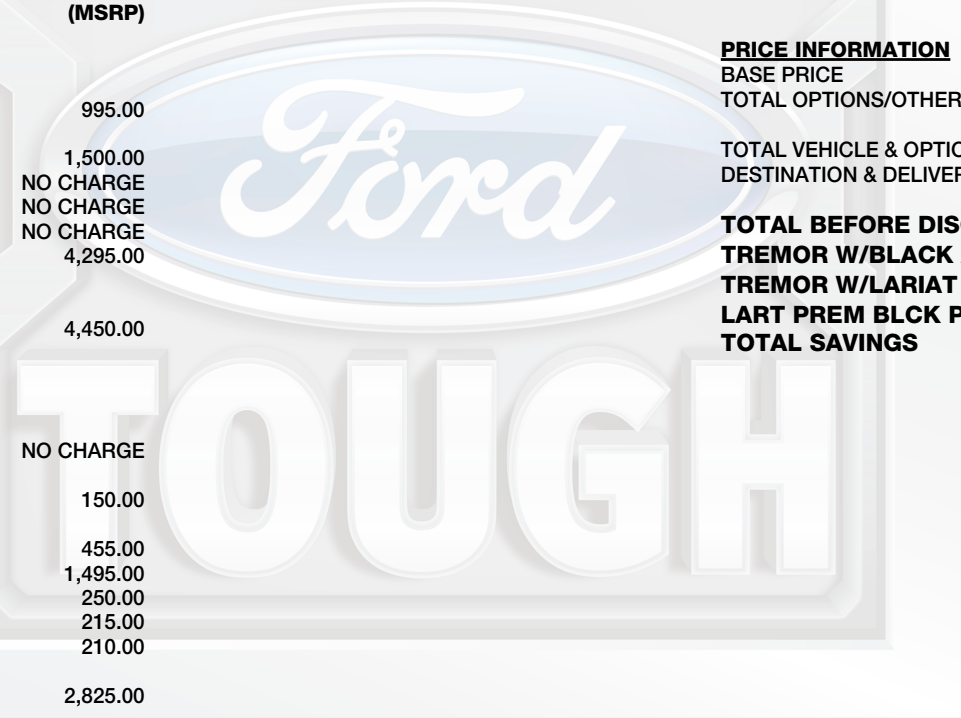 (MSRP)
995.00
1,500.00
NO CHARGE
NO CHARGE
NO CHARGE
4,295.00
4,450.00
NO CHARGE
150.00
455.00
1,495.00
250.00
215.00
210.00
2,825.00
PRICE INFORMATION
BASE PRICE
TOTAL OPTIONS/OTHER
TOTAL VEHICLE & OPTIO
DESTINATION & DELIVER
TOTAL BEFORE DIS
TREMOR W/BLACK
TREMOR W/LARIAT
LART PREM BLCK P
TOTAL SAVINGS
Ford
TOUGH